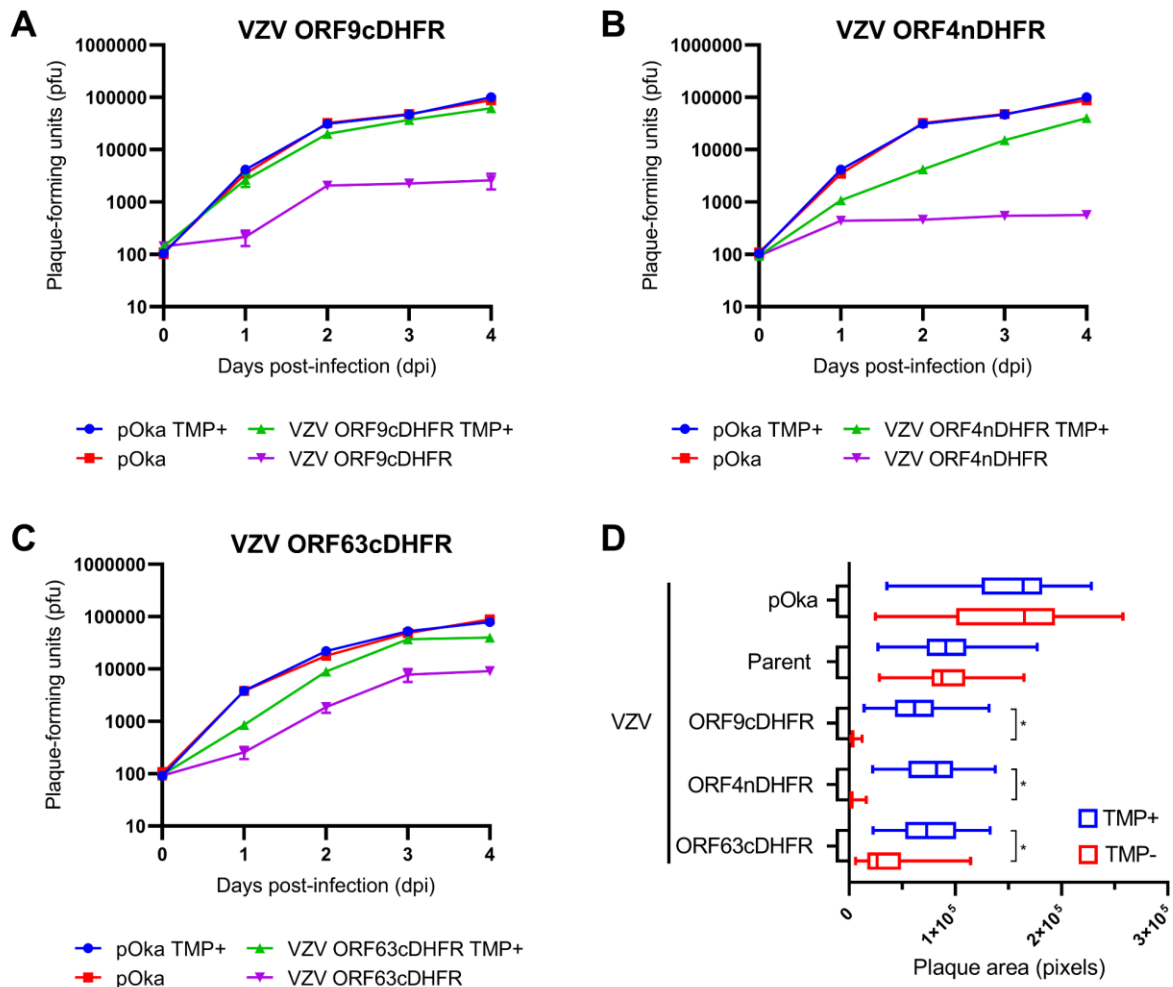 A
VZV ORF9cDHFR
Plaque-forming units (pfu)
1000000
100000
10000
1000
100
10
0 1 2 3 4
Days post-infection (dpi)
pOka TMP+ VZV ORF9cDHFR TMP+
pOka VZV ORF9cDHFR
B
VZV ORF4nDHFR
Plaque-forming units (pfu)
1000000
100000
10000
1000
100
10
0 1 2 3 4
Days post-infection (dpi)
pOka TMP+ VZV ORF4nDHFR TMP+
pOka VZV ORF4nDHFR
C
VZV ORF63cDHFR
Plaque-forming units (pfu)
1000000
100000
10000
1000
100
10
0 1 2 3 4
Days post-infection (dpi)
pOka TMP+ VZV ORF63cDHFR TMP+
pOka VZV ORF63cDHFR
D
VZV
pOka
Parent
ORF9cDHFR
*
ORF4nDHFR
*
ORF63cDHFR
*
TMP+
TMP-
0 1×10⁵ 2×10⁵ 3×10⁵
Plaque area (pixels)